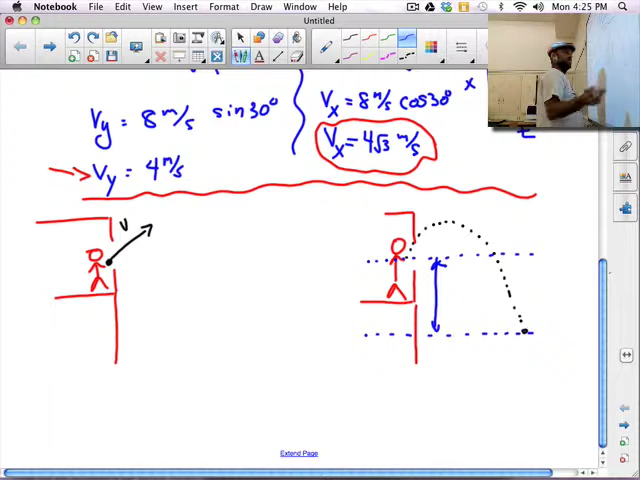 Notebook File Edit View Insert Format Draw Window Help Mon 4:25 PM
Untitled
Vy = 8 m/s sin30°
Vy = 4 m/s
Vx = 8 m/s cos30°
Vx = 4√3 m/s
x
t
V
Extend Page